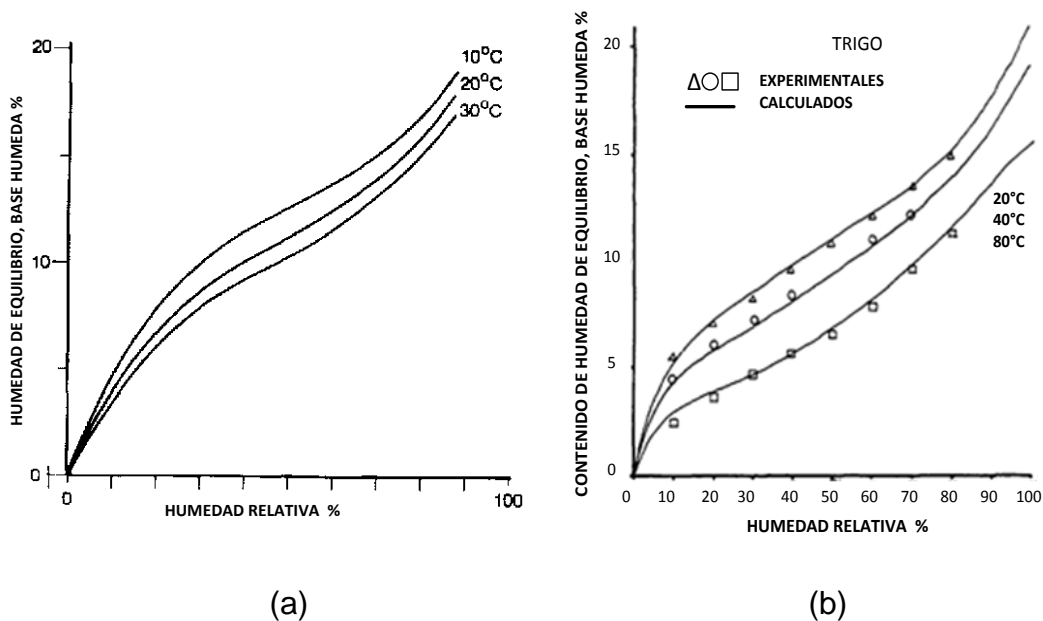 HUMEDAD DE EQUILIBRIO, BASE HUMEDA %
20
10
0
10°C
20°C
30°C
0
100
HUMEDAD RELATIVA %
(a)
CONTENIDO DE HUMEDAD DE EQUILIBRIO, BASE HUMEDA %
20
15
10
5
0
TRIGO
Δ○□ EXPERIMENTALES
CALCULADOS
20°C
40°C
80°C
0 10 20 30 40 50 60 70 80 90 100
HUMEDAD RELATIVA %
(b)